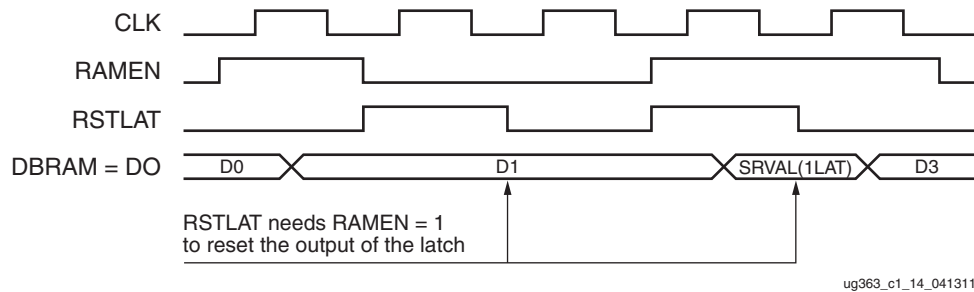 CLK
RAMEN
RSTLAT
DBRAM = DO
D0
D1
SRVAL(1LAT)
D3
RSTLAT needs RAMEN = 1
to reset the output of the latch
ug363_c1_14_041311